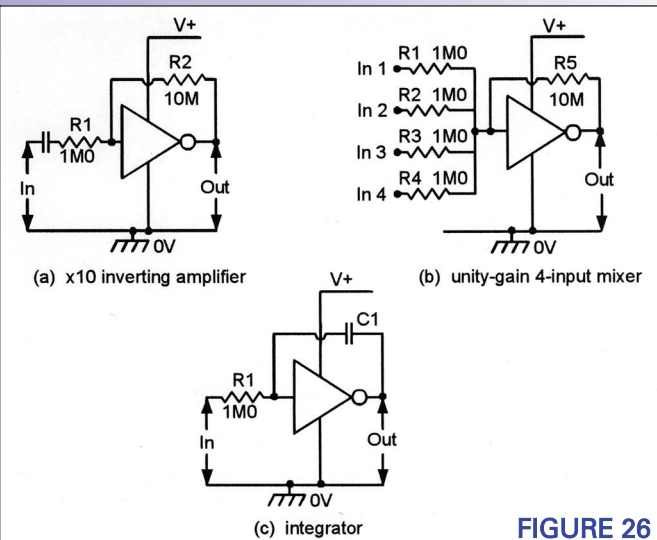 V+
R2
10M
R1
1M0
In
Out
0V
(a) x10 inverting amplifier
V+
R1 1M0
In 1
R2 1M0
In 2
R3 1M0
In 3
R4 1M0
In 4
R5
10M
Out
0V
(b) unity-gain 4-input mixer
V+
C1
R1
1M0
In
Out
0V
(c) integrator
FIGURE 26